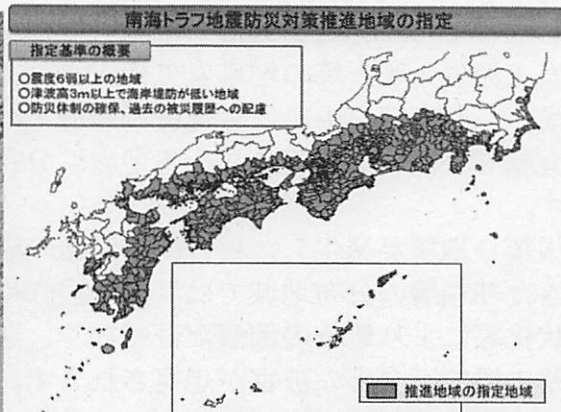 南海トラフ地震防災対策推進地域の指定
指定基準の概要
○震度6弱以上の地域
○津波高3m以上で海岸堤防が低い地域
○防災体制の確保、過去の被災履歴への配慮
推進地域の指定地域